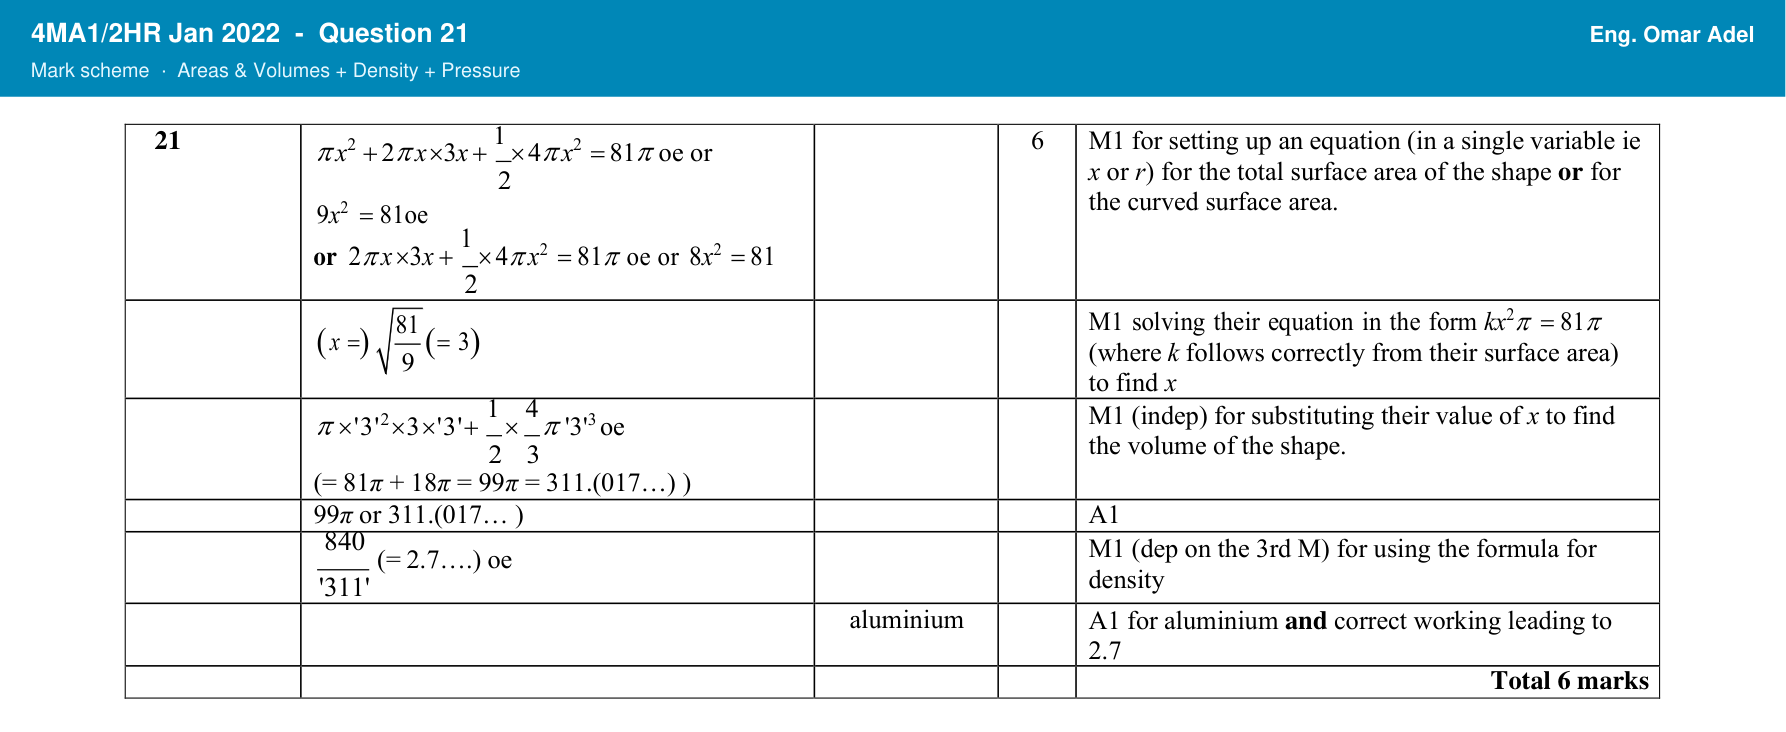 4MA1/2HR Jan 2022 - Question 21
Eng. Omar Adel
Mark scheme · Areas & Volumes + Density + Pressure
21
πx² + 2πx×3x + 1/2 × 4πx² = 81π oe or
9x² = 81oe
or 2πx×3x + 1/2 × 4πx² = 81π oe or 8x² = 81
6
M1 for setting up an equation (in a single variable ie
x or r) for the total surface area of the shape or for
the curved surface area.
(x =) √(81/9) (= 3)
M1 solving their equation in the form kx²π = 81π
(where k follows correctly from their surface area)
to find x
π×'3'²×3×'3'+ 1/2 × 4/3 π'3'³ oe
(= 81π + 18π = 99π = 311.(017…) )
M1 (indep) for substituting their value of x to find
the volume of the shape.
99π or 311.(017… )
A1
840/'311' (= 2.7….) oe
M1 (dep on the 3rd M) for using the formula for
density
aluminium
A1 for aluminium and correct working leading to
2.7
Total 6 marks